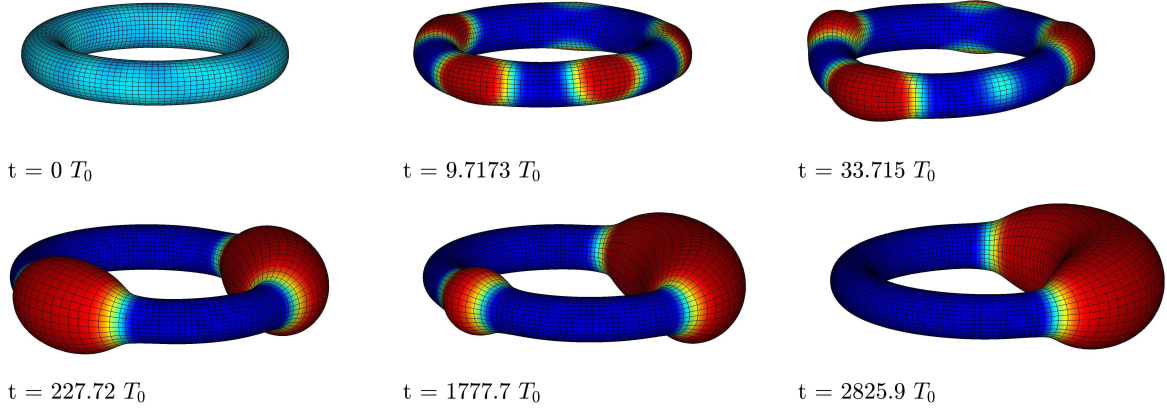 t = 0 T₀
t = 9.7173 T₀
t = 33.715 T₀
t = 227.72 T₀
t = 1777.7 T₀
t = 2825.9 T₀